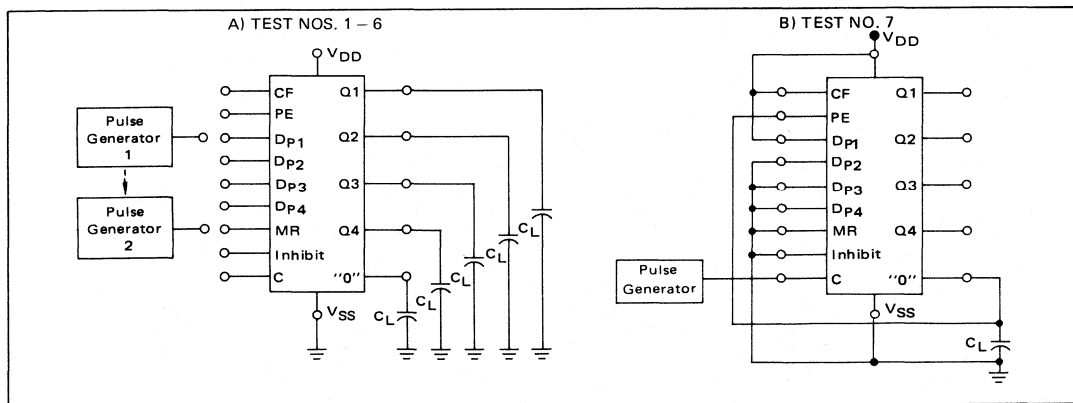 A) TEST NOS. 1 – 6
VDD
CF
PE
DP1
DP2
DP3
DP4
MR
Inhibit
C
Q1
Q2
Q3
Q4
"0"
VSS
Pulse
Generator
1
Pulse
Generator
2
CL
CL
CL
CL
CL
B) TEST NO. 7
VDD
CF
PE
DP1
DP2
DP3
DP4
MR
Inhibit
C
Q1
Q2
Q3
Q4
"0"
VSS
Pulse
Generator
CL